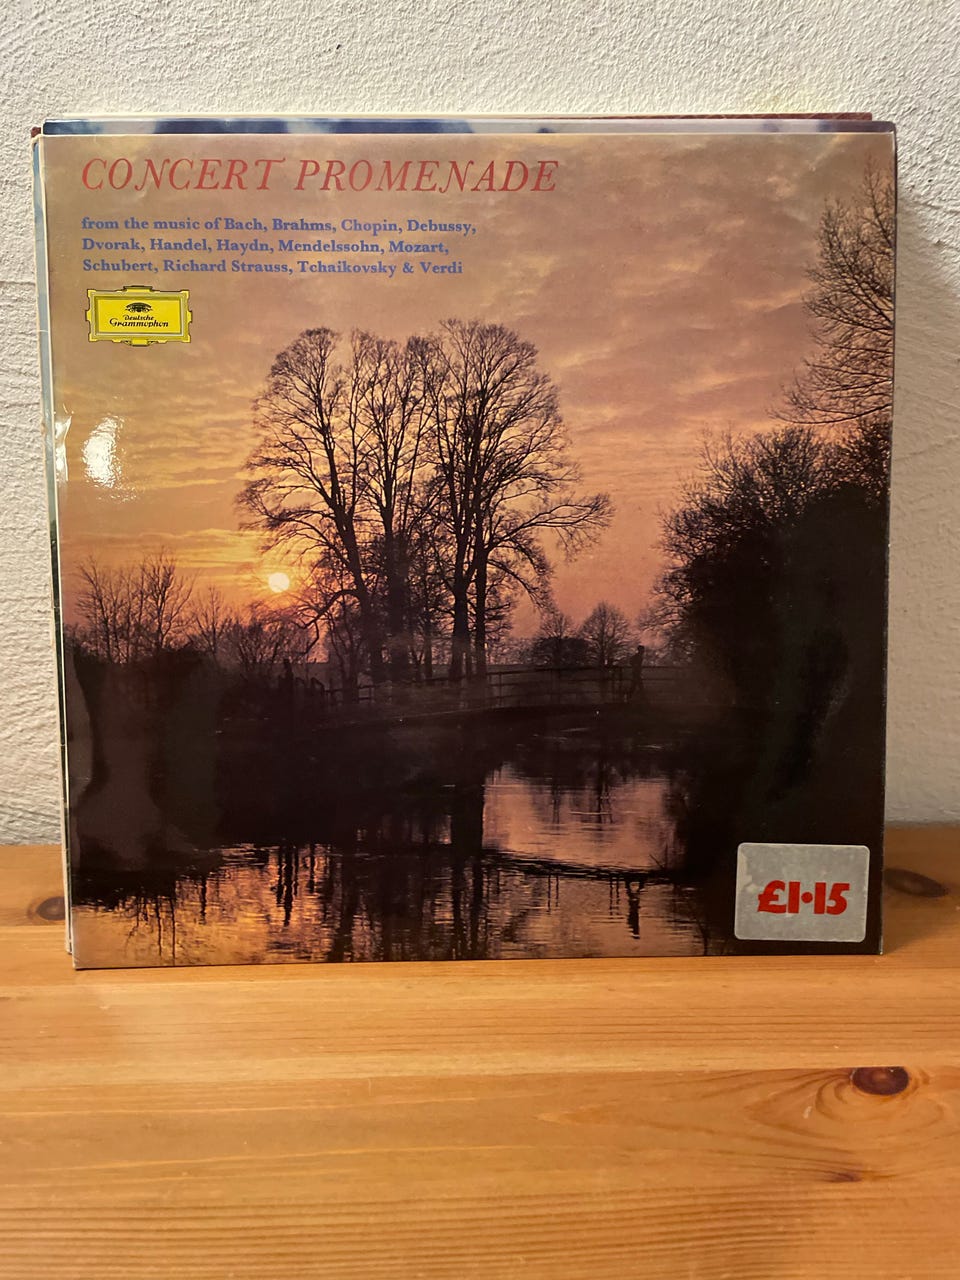 CONCERT PROMENADE
from the music of Bach, Brahms, Chopin, Debussy,
Dvorak, Handel, Haydn, Mendelssohn, Mozart,
Schubert, Richard Strauss, Tchaikovsky & Verdi
Deutsche
Grammophon
£1·15